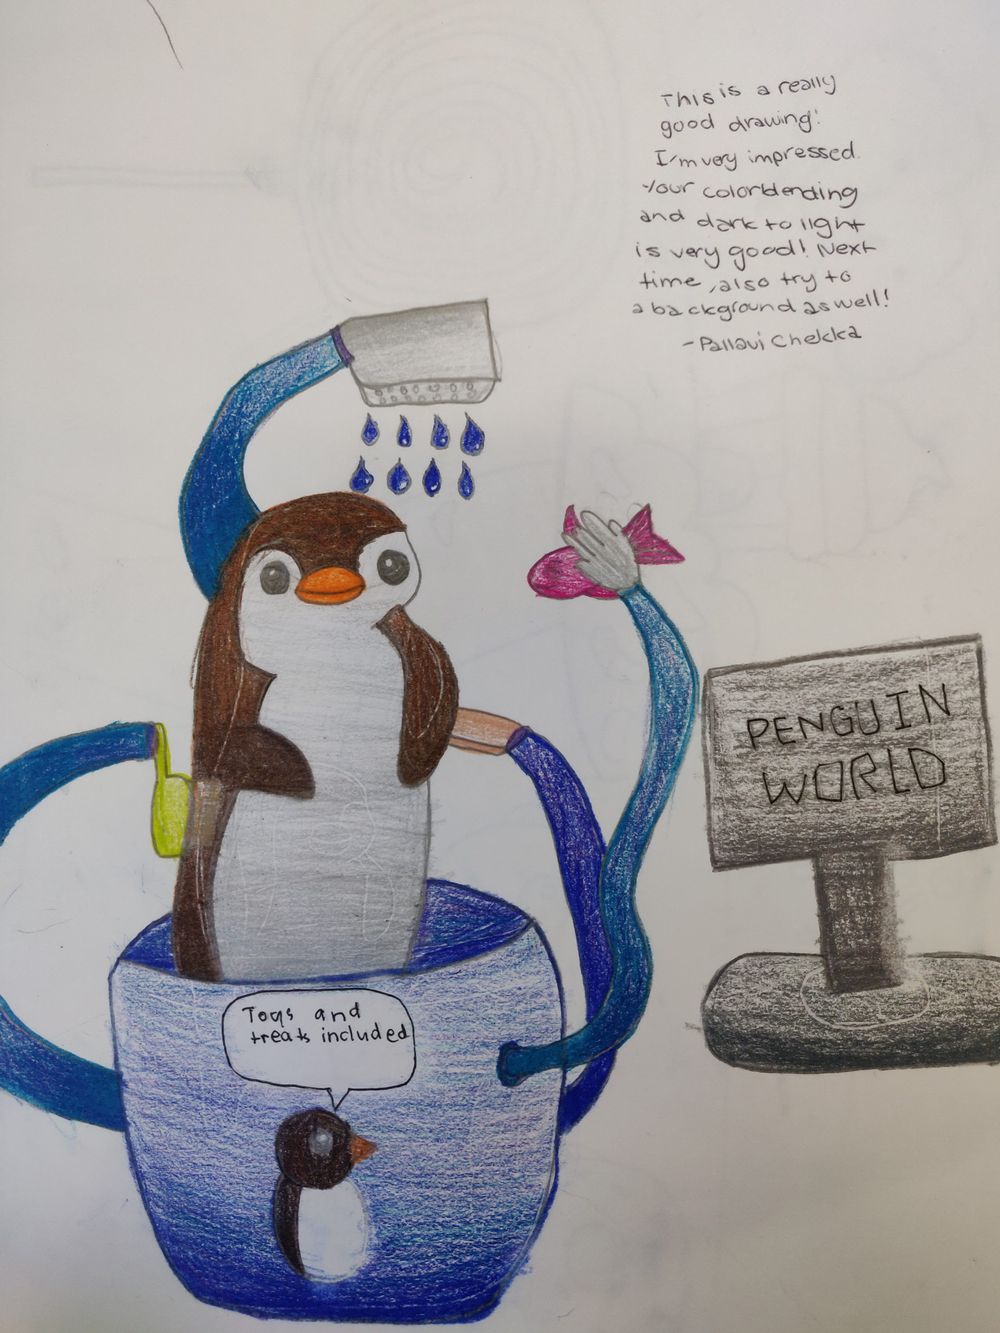 This is a really
good drawing!
I'm very impressed.
Your colorblending
and dark to light
is very good! Next
time, also try to
a background as well!
- Pallavi Chekka
PENGUIN
WORLD
Toys and
treats included